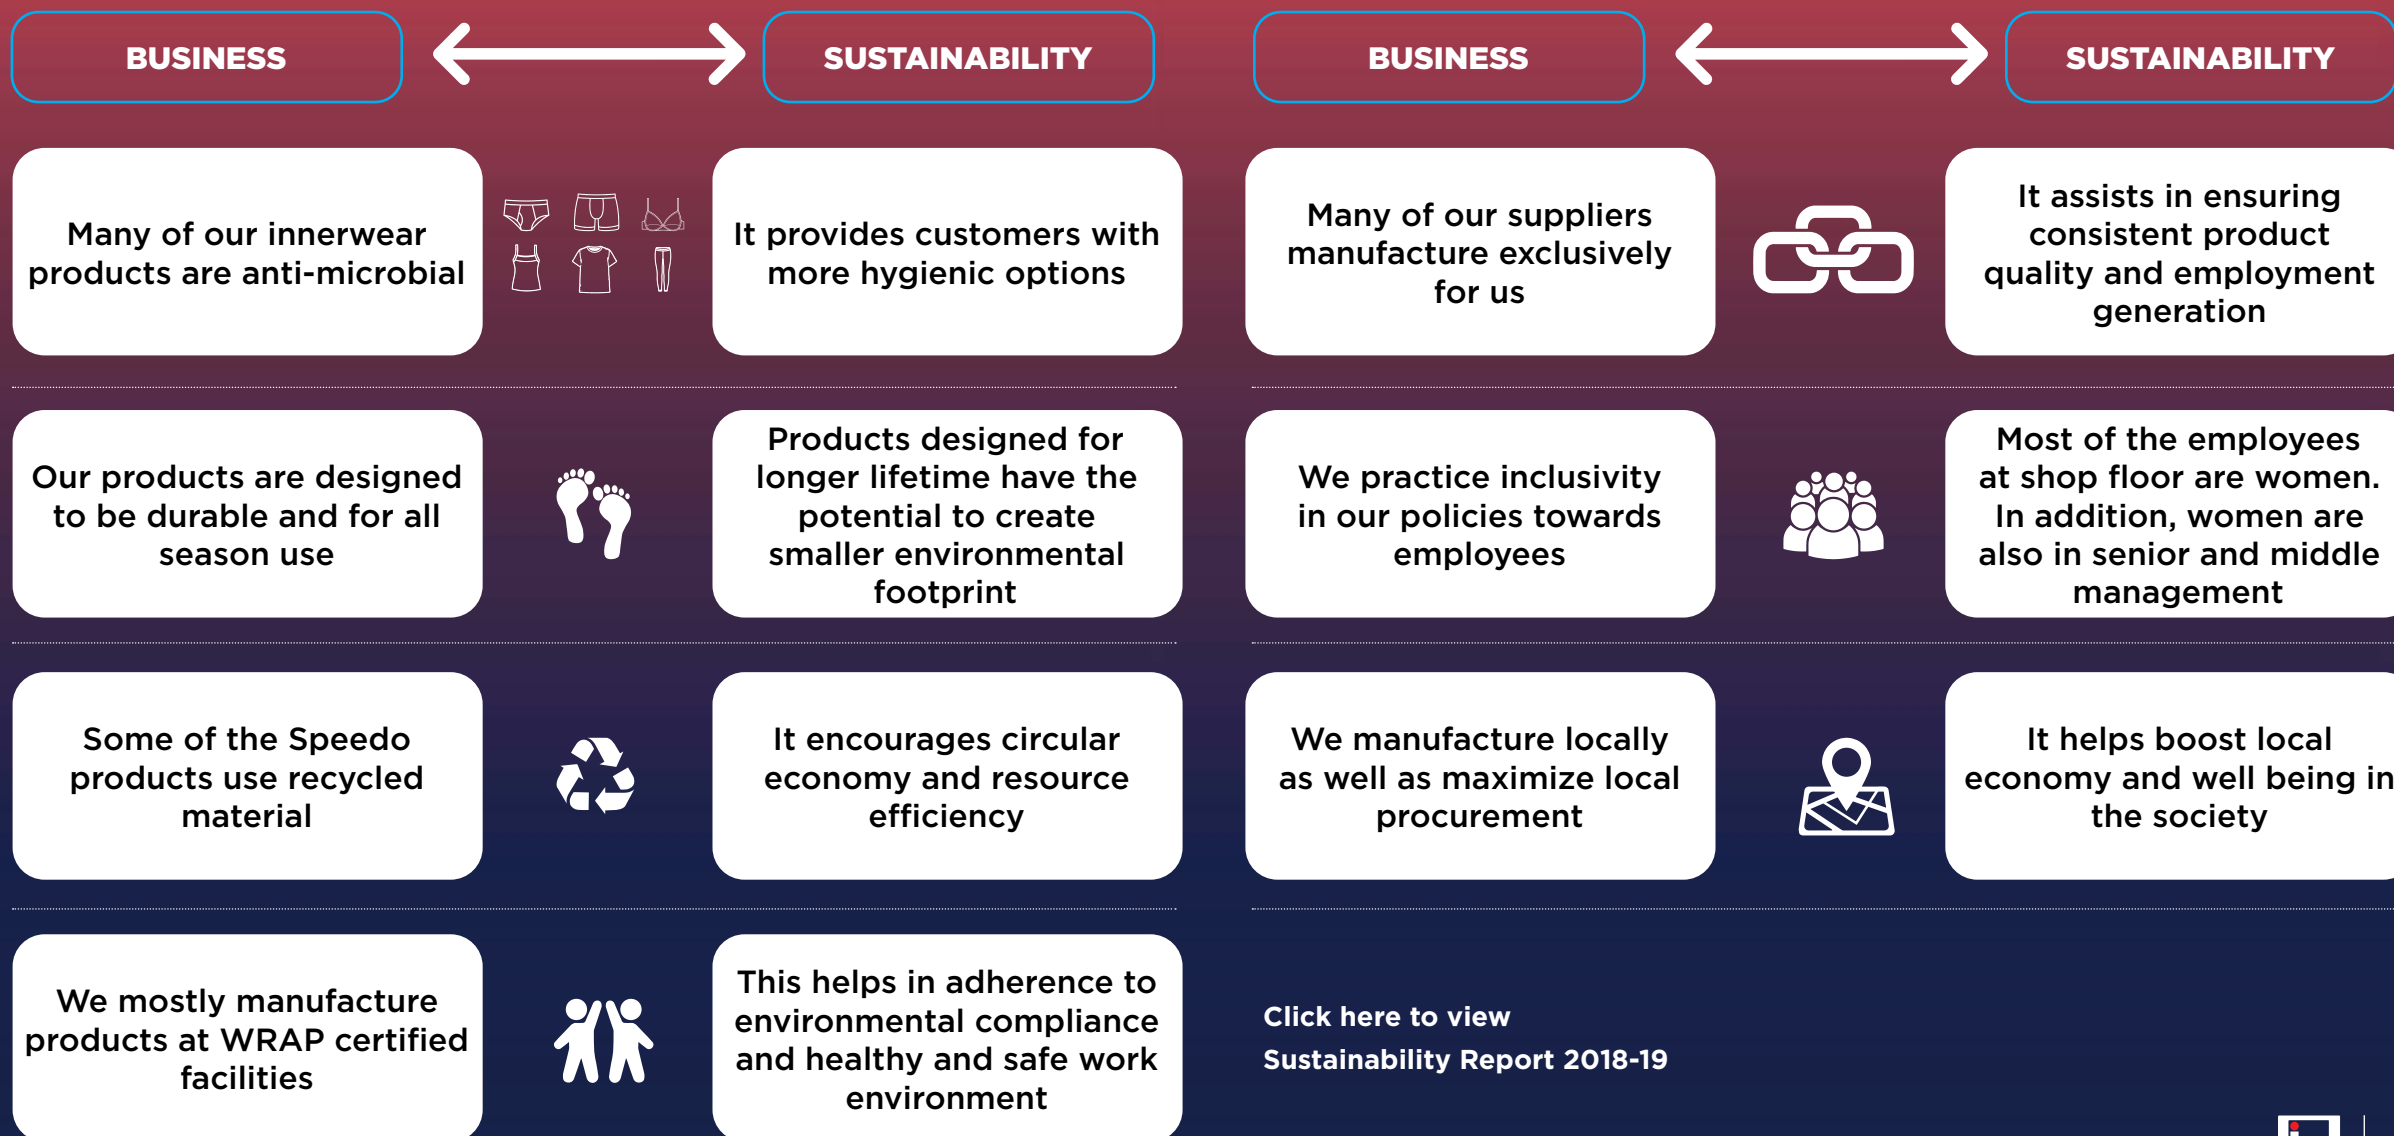 BUSINESS
SUSTAINABILITY
Many of our innerwear
products are anti-microbial
It provides customers with
more hygienic options
Our products are designed
to be durable and for all
season use
Products designed for
longer lifetime have the
potential to create
smaller environmental
footprint
Some of the Speedo
products use recycled
material
It encourages circular
economy and resource
efficiency
We mostly manufacture
products at WRAP certified
facilities
This helps in adherence to
environmental compliance
and healthy and safe work
environment
BUSINESS
SUSTAINABILITY
Many of our suppliers
manufacture exclusively
for us
It assists in ensuring
consistent product
quality and employment
generation
We practice inclusivity
in our policies towards
employees
Most of the employees
at shop floor are women.
In addition, women are
also in senior and middle
management
We manufacture locally
as well as maximize local
procurement
It helps boost local
economy and well being in
the society
Click here to view
Sustainability Report 2018-19